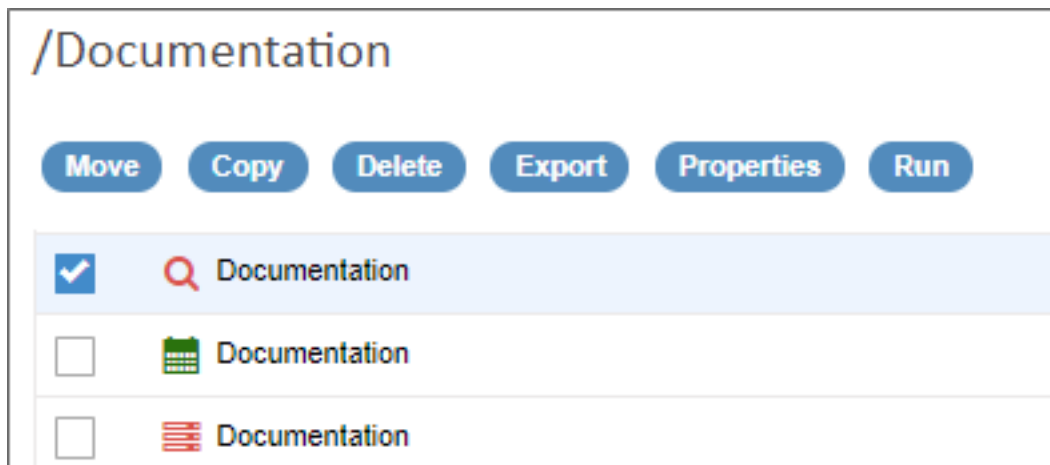 /Documentation
Move Copy Delete Export Properties Run
Documentation
Documentation
Documentation